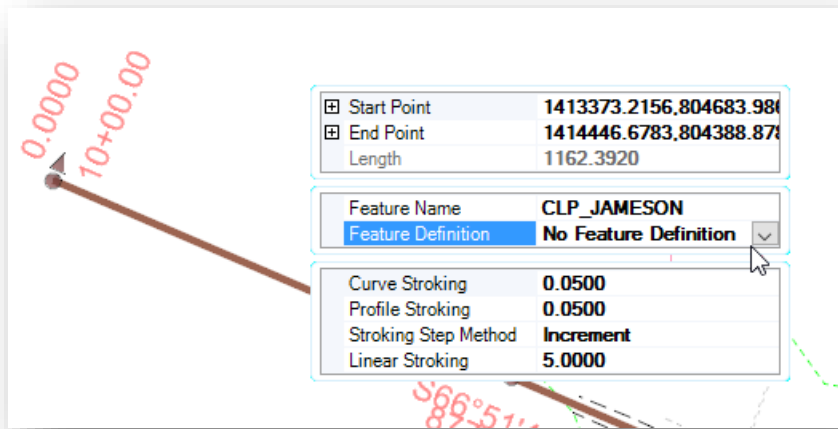 0.0000
10+00.00
Start Point 1413373.2156,804683.986
End Point 1414446.6783,804388.878
Length 1162.3920
Feature Name CLP_JAMESON
Feature Definition No Feature Definition
Curve Stroking 0.0500
Profile Stroking 0.0500
Stroking Step Method Increment
Linear Stroking 5.0000